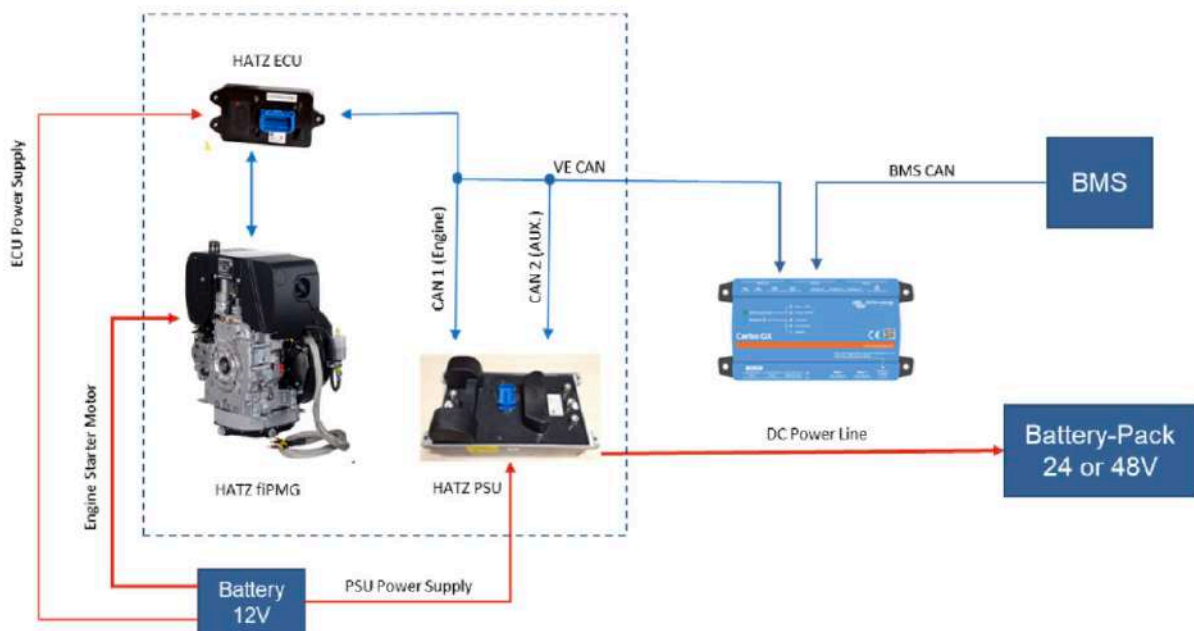 HATZ ECU
VE CAN
BMS CAN
BMS
ECU Power Supply
CAN 1 (Engine)
CAN 2 (AUX.)
Cerbo GX
Engine Starter Motor
DC Power Line
Battery-Pack
24 or 48V
HATZ fiPMG
HATZ PSU
Battery
12V
PSU Power Supply